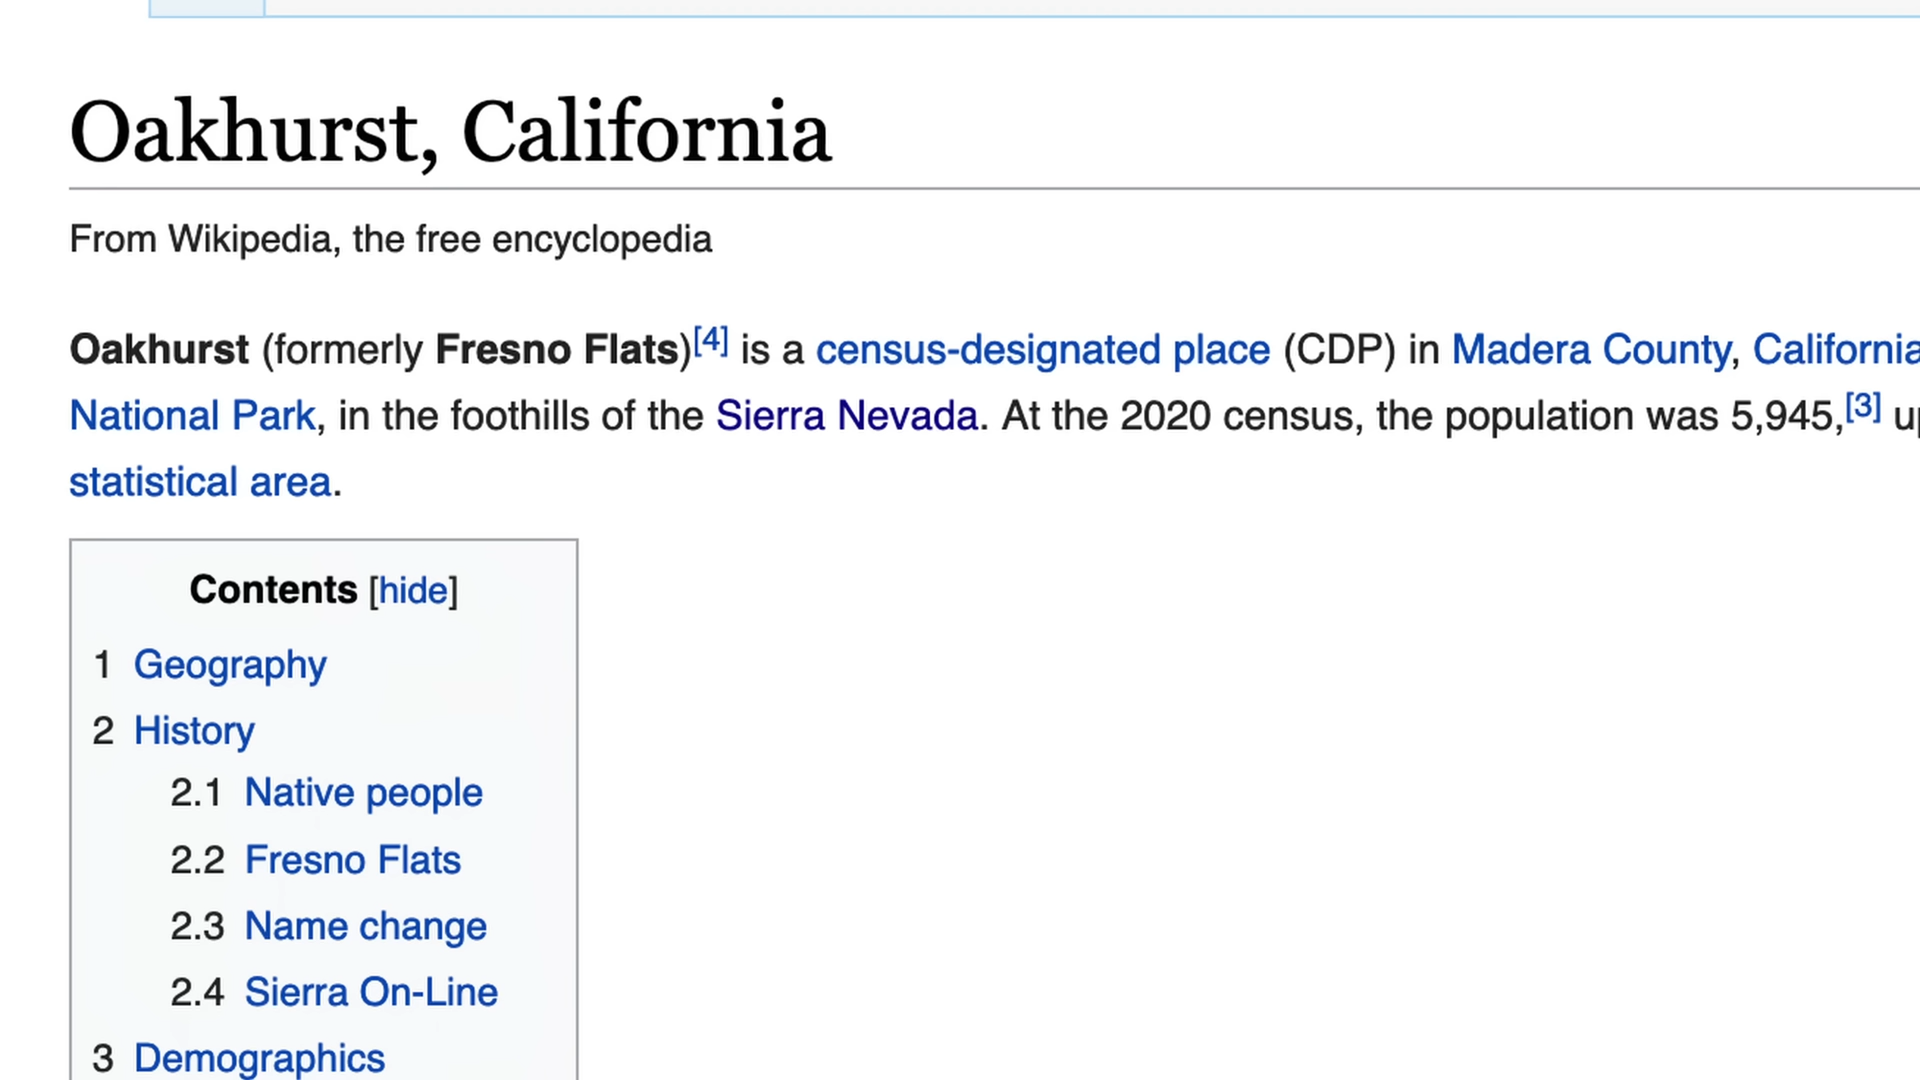 Oakhurst, California
From Wikipedia, the free encyclopedia
Oakhurst (formerly Fresno Flats)[4] is a census-designated place (CDP) in Madera County, California
National Park, in the foothills of the Sierra Nevada. At the 2020 census, the population was 5,945,[3] up
statistical area.
Contents [hide]
1 Geography
2 History
2.1 Native people
2.2 Fresno Flats
2.3 Name change
2.4 Sierra On-Line
3 Demographics